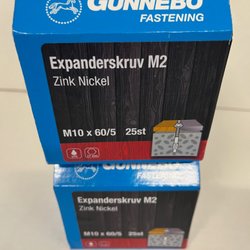 GUNNEBO
FASTENING
Expanderskruv M2
Zink Nickel
M10 x 60/5 25st
GUNNEBO
FASTENING
Expanderskruv M2
Zink Nickel
M10 x 60/5 25st